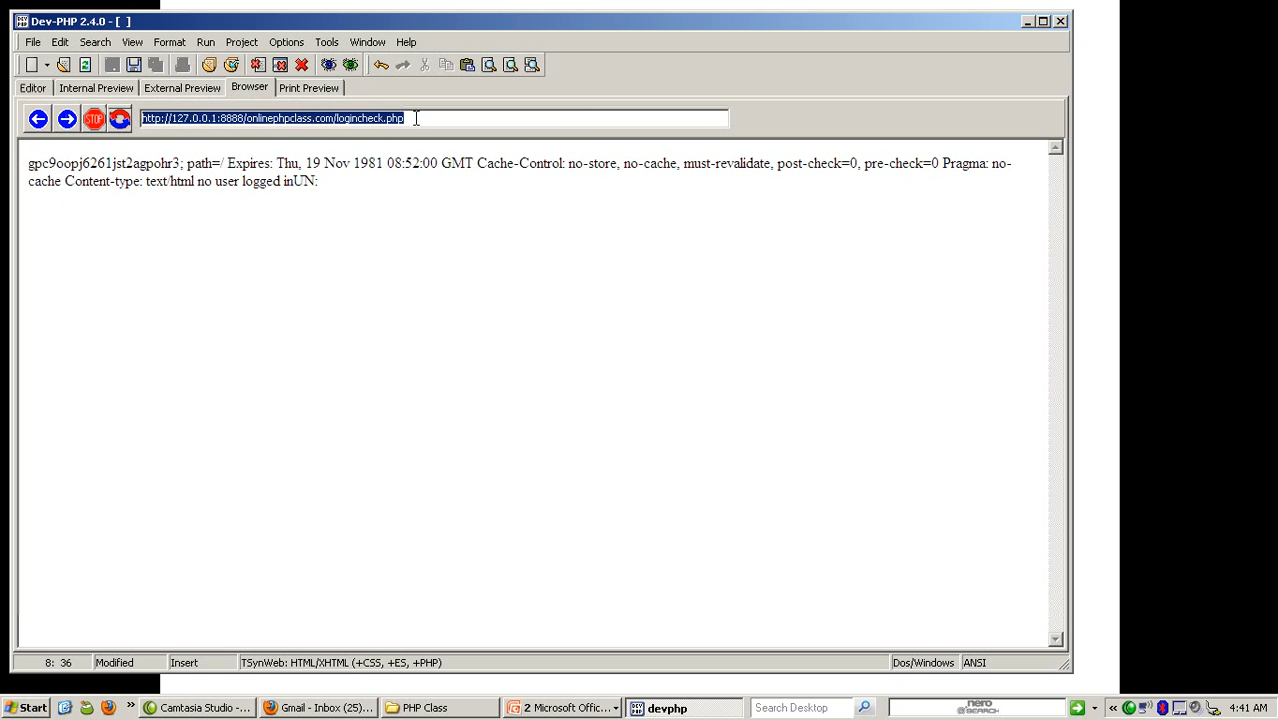 Dev-PHP 2.4.0 - [ ]
File Edit Search View Format Run Project Options Tools Window Help
Editor Internal Preview External Preview Browser Print Preview
STOP http://127.0.0.1:8888/onlinephpclass.com/logincheck.php
gpc9oopj6261jst2agpohr3; path=/ Expires: Thu, 19 Nov 1981 08:52:00 GMT Cache-Control: no-store, no-cache, must-revalidate, post-check=0, pre-check=0 Pragma: no-
cache Content-type: text/html no user logged inUN:
8: 36 Modified Insert TSynWeb: HTML/XHTML (+CSS, +ES, +PHP) Dos/Windows ANSI
Start » Camtasia Studio -... Gmail - Inbox (25)... PHP Class 2 Microsoft Offic... devphp Search Desktop nero @SEARCH « 4:41 AM